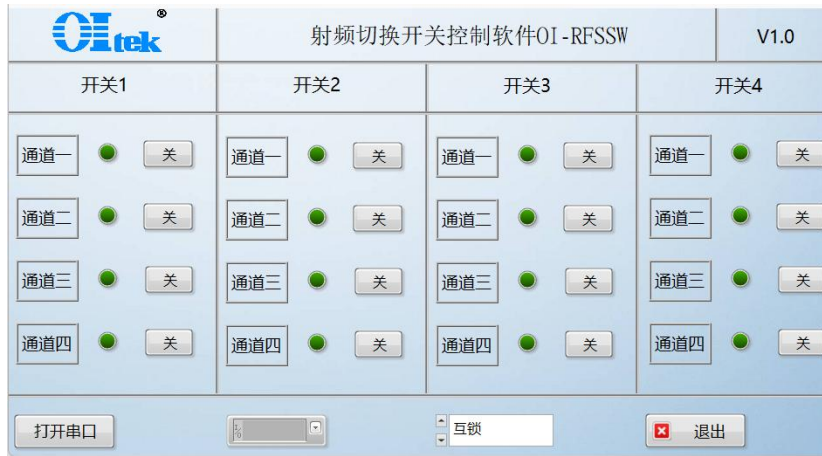 OItek®
射频切换开关控制软件OI-RFSSW
V1.0
开关1 开关2 开关3 开关4
通道一 关 通道一 关 通道一 关 通道一 关
通道二 关 通道二 关 通道二 关 通道二 关
通道三 关 通道三 关 通道三 关 通道三 关
通道四 关 通道四 关 通道四 关 通道四 关
打开串口 I/O 互锁 退出